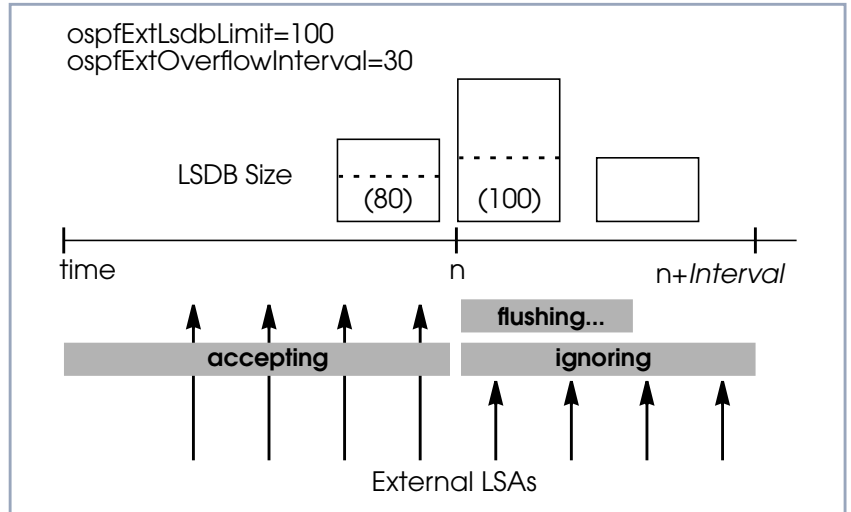 ospfExtLsdbLimit=100
ospfExtOverflowInterval=30
LSDB Size
(80)
(100)
time
n
n+Interval
flushing...
accepting
ignoring
External LSAs